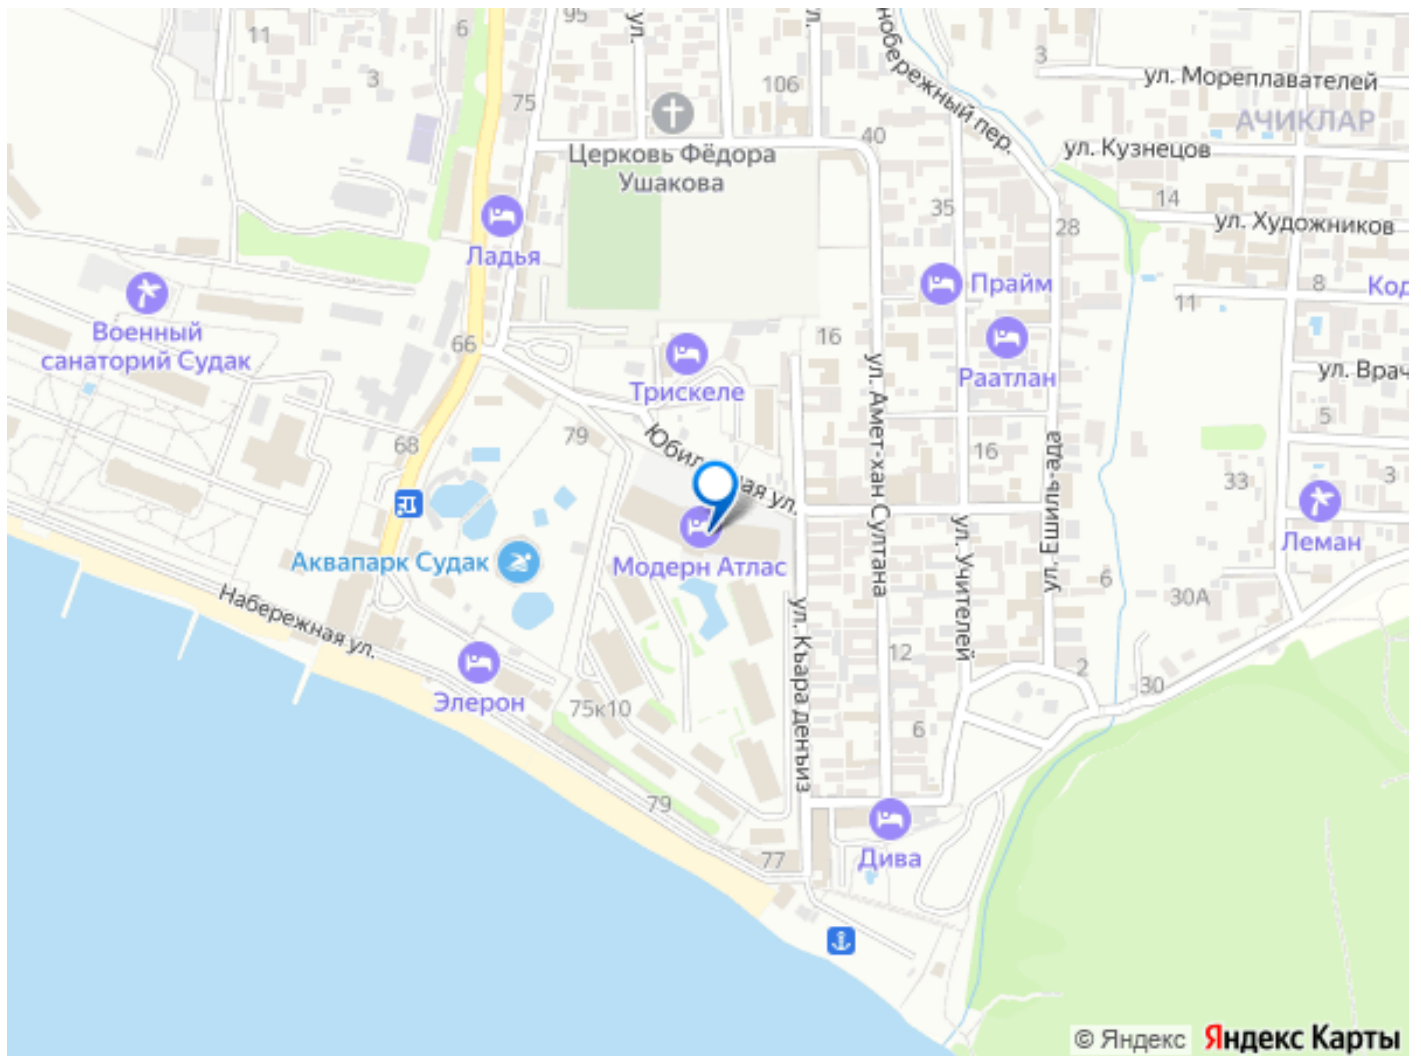 95
ул.
ул.
нобережный пер.
11
6
3
3
ул. Мореплавателей
75
106
АЧИКЛАР
40
ул. Кузнецов
Церковь Фёдора
Ушакова
14
35
28
ул. Художников
Ладья
Прайм
8
Код
11
Военный
санаторий Судак
66
16
Раатлан
Трискеле
ул. Врач
ул. Амет-хан Султана
5
79
68
Юбил
ая ул.
16
ул. Ешиль-ада
33
3
Леман
Аквапарк Судак
Модерн Атлас
ул. Учителей
6
30А
Набережная ул.
ул. Къара денъиз
12
2
30
Элерон
75к10
6
79
77
Дива
© Яндекс Яндекс Карты